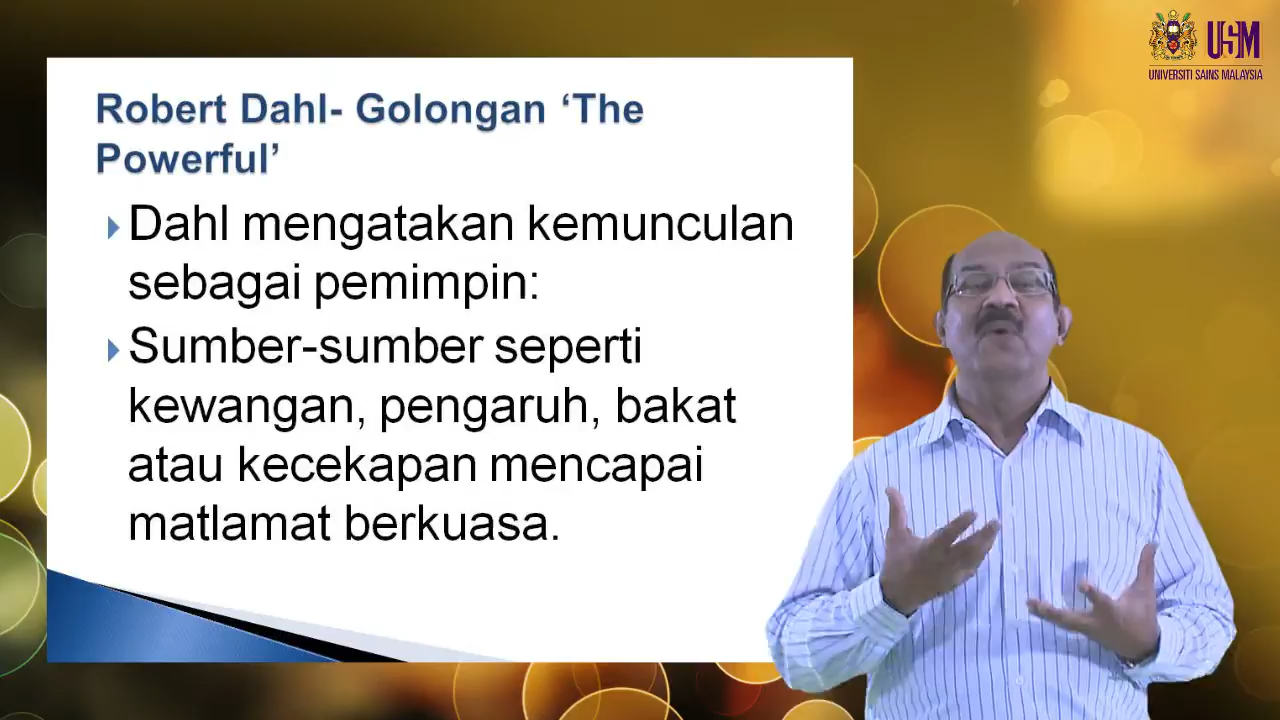 USM
UNIVERSITI SAINS MALAYSIA
Robert Dahl- Golongan ‘The
Powerful’
Dahl mengatakan kemunculan
sebagai pemimpin:
Sumber-sumber seperti
kewangan, pengaruh, bakat
atau kecekapan mencapai
matlamat berkuasa.